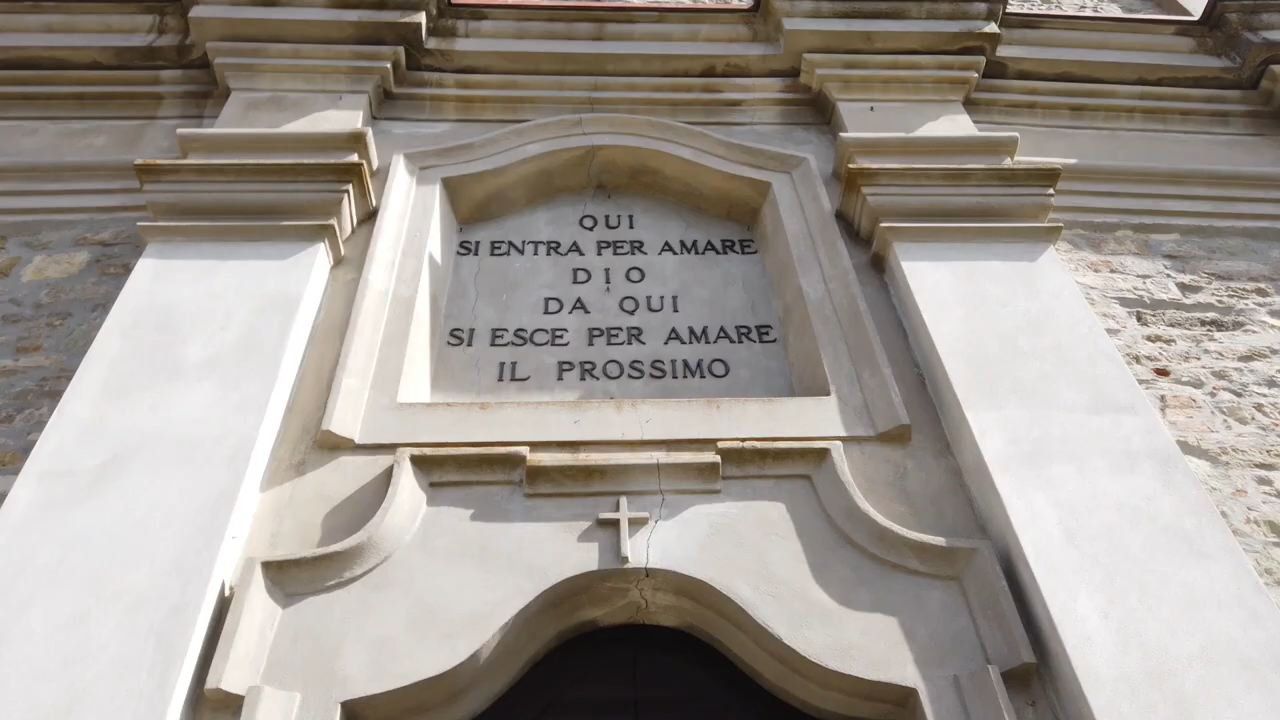 QUI
SI ENTRA PER AMARE
DIO
DA QUI
SI ESCE PER AMARE
IL PROSSIMO